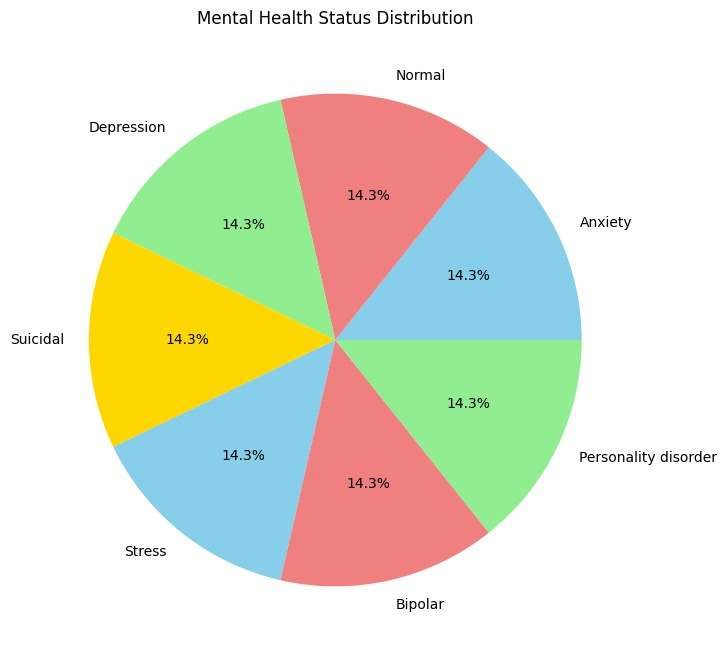 Mental Health Status Distribution
Normal
Depression
14.3%
14.3%
Anxiety
14.3%
Suicidal
14.3%
14.3%
Personality disorder
14.3%
14.3%
Stress
Bipolar